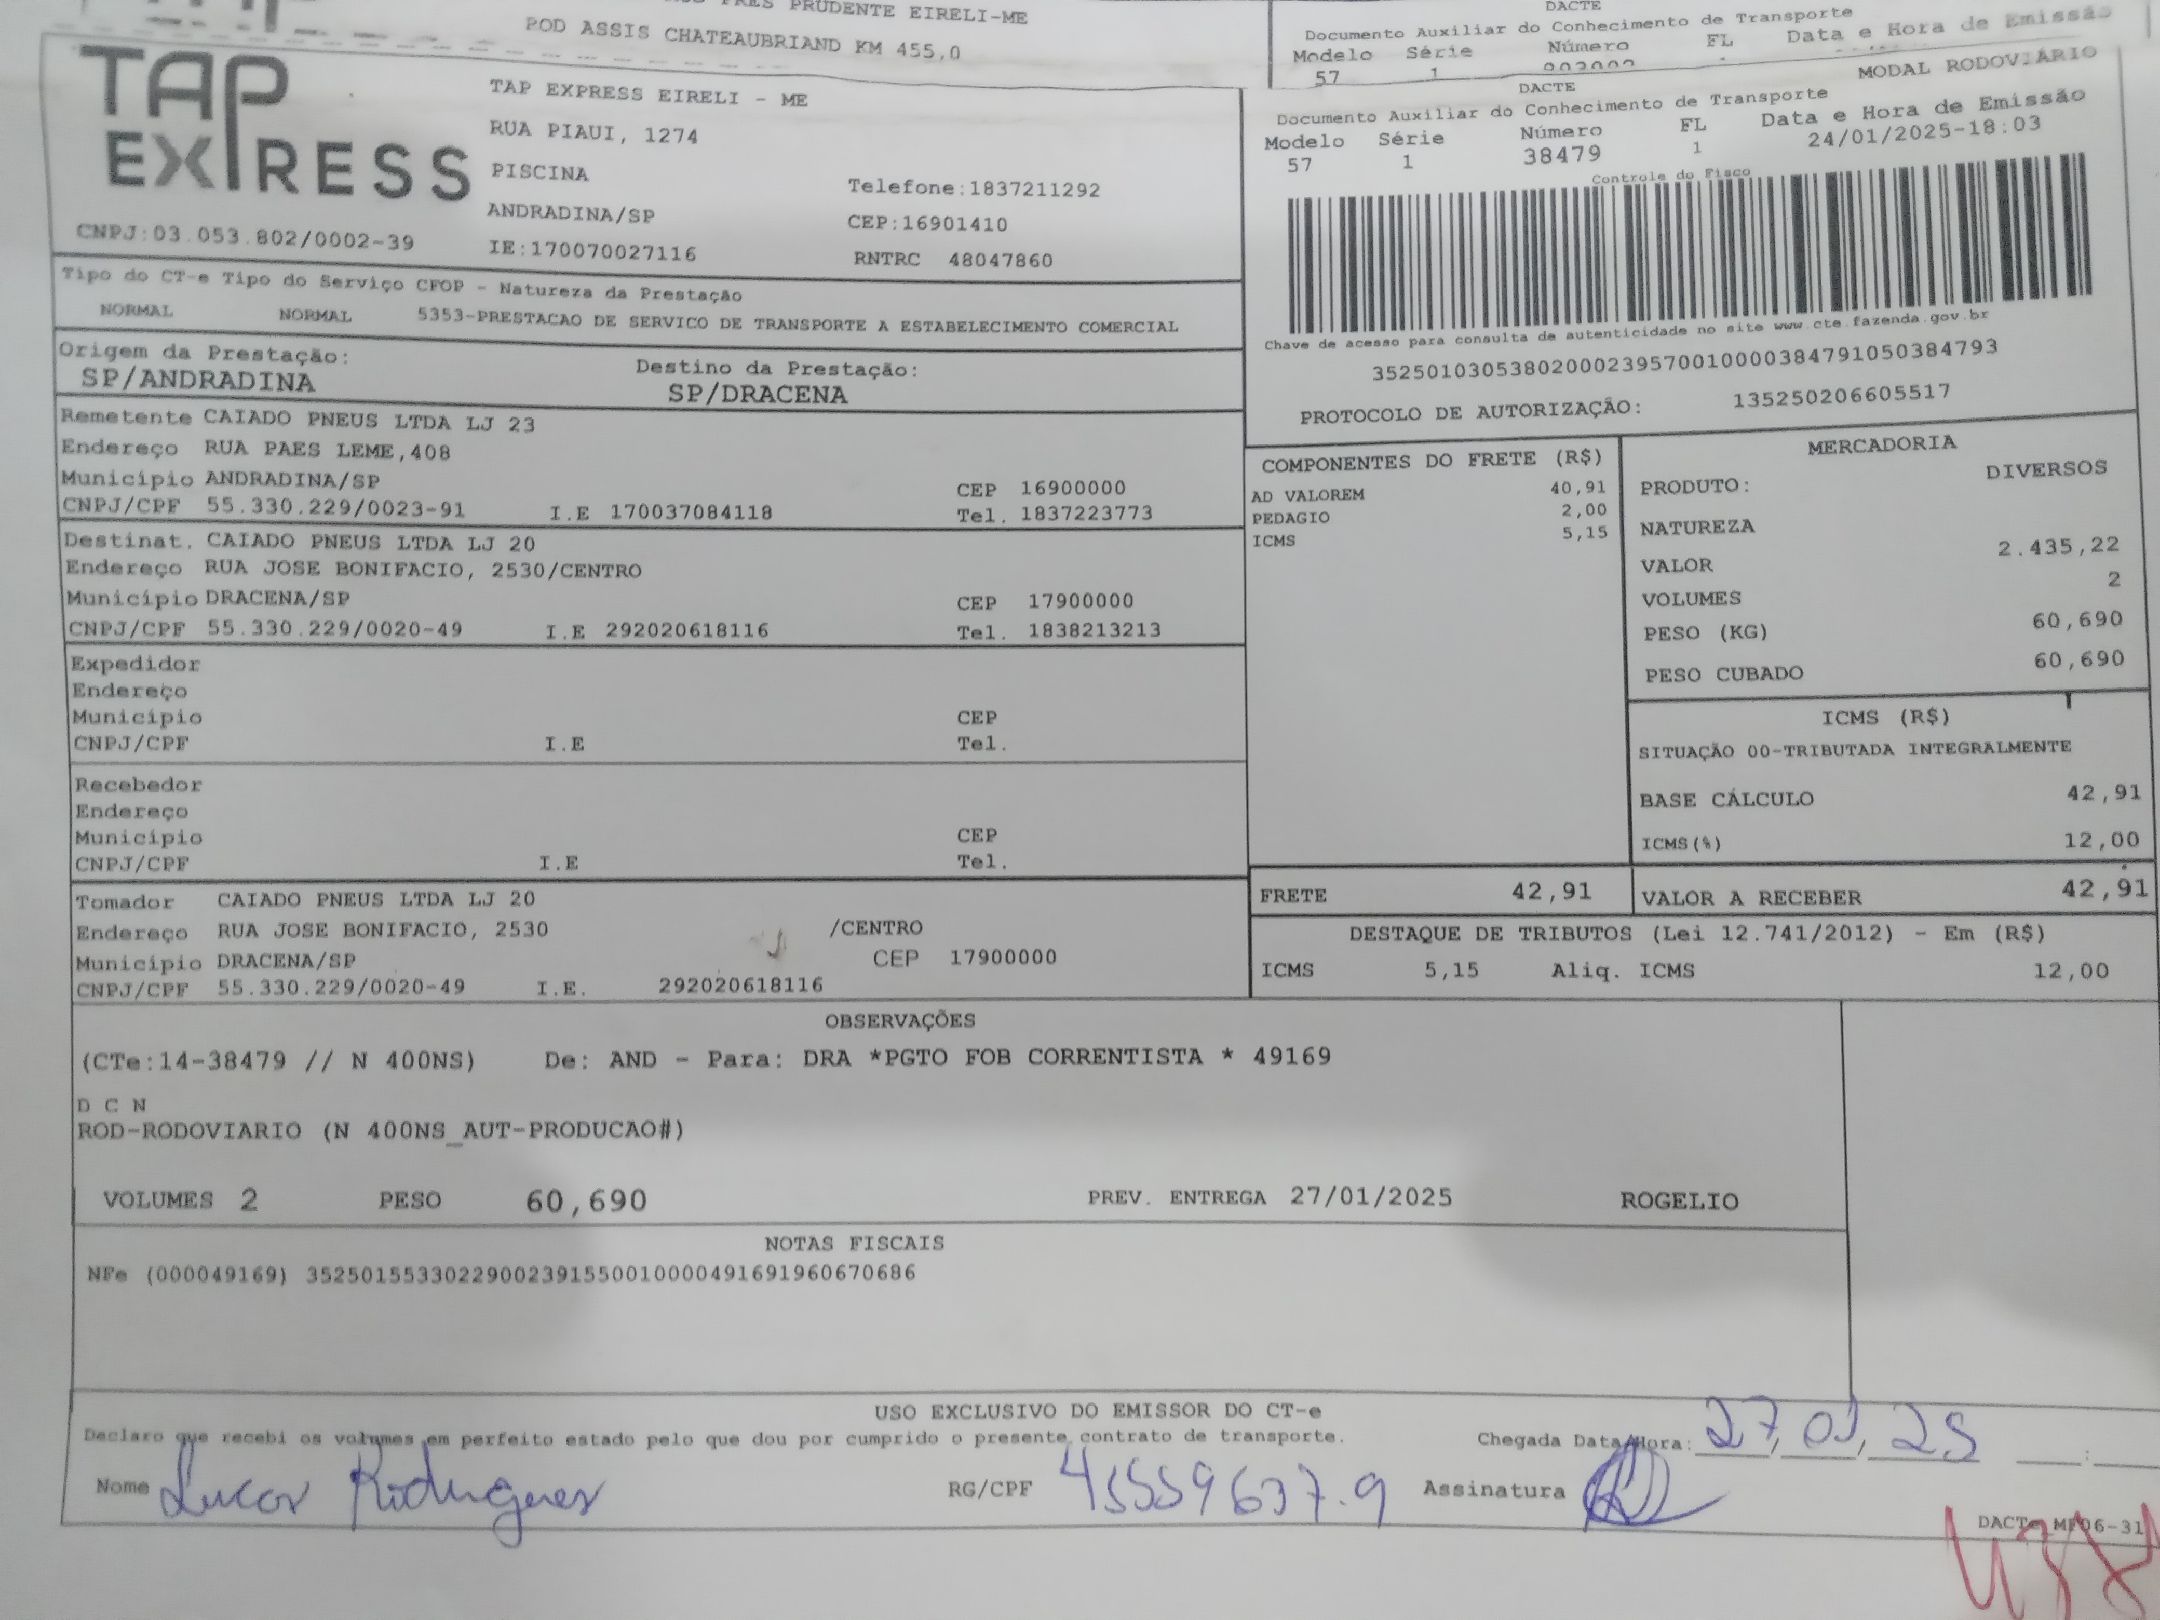 PRUDENTE EIRELI-ME
ROD ASSIS CHATEAUBRIAND KM 455,0
DACTE
Documento Auxiliar do Conhecimento de Transporte
Modelo Série Número FL Data e Hora de Emissão
57 1
TAP EXPRESS
TAP EXPRESS EIRELI - ME
RUA PIAUI, 1274
PISCINA
Telefone:1837211292
ANDRADINA/SP
CEP:16901410
CNPJ:03.053.802/0002-39
IE:170070027116
RNTRC 48047860
MODAL RODOVIÁRIO
DACTE
Documento Auxiliar do Conhecimento de Transporte
Modelo Série Número FL Data e Hora de Emissão
57 1 38479 1 24/01/2025-18:03
Controle do Fisco
Chave de acesso para consulta de autenticidade no site www.cte.fazenda.gov.br
35250103053802000239570010000384791050384793
PROTOCOLO DE AUTORIZAÇÃO: 135250206605517
Tipo do CT-e Tipo do Serviço CFOP - Natureza da Prestação
NORMAL NORMAL 5353-PRESTACAO DE SERVICO DE TRANSPORTE A ESTABELECIMENTO COMERCIAL
Origem da Prestação: Destino da Prestação:
SP/ANDRADINA SP/DRACENA
Remetente CAIADO PNEUS LTDA LJ 23
Endereço RUA PAES LEME,408
Município ANDRADINA/SP CEP 16900000
CNPJ/CPF 55.330.229/0023-91 I.E 170037084118 Tel. 1837223773
Destinat. CAIADO PNEUS LTDA LJ 20
Endereço RUA JOSE BONIFACIO, 2530/CENTRO
Município DRACENA/SP CEP 17900000
CNPJ/CPF 55.330.229/0020-49 I.E 292020618116 Tel. 1838213213
Expedidor
Endereço
Município CEP
CNPJ/CPF I.E Tel.
Recebedor
Endereço
Município CEP
CNPJ/CPF I.E Tel.
Tomador CAIADO PNEUS LTDA LJ 20
Endereço RUA JOSE BONIFACIO, 2530 /CENTRO
Município DRACENA/SP CEP 17900000
CNPJ/CPF 55.330.229/0020-49 I.E. 292020618116
COMPONENTES DO FRETE (R$)
AD VALOREM 40,91
PEDAGIO 2,00
ICMS 5,15
MERCADORIA
PRODUTO: DIVERSOS
NATUREZA
VALOR 2.435,22
VOLUMES 2
PESO (KG) 60,690
PESO CUBADO 60,690
ICMS (R$)
SITUAÇÃO 00-TRIBUTADA INTEGRALMENTE
BASE CÁLCULO 42,91
ICMS(%) 12,00
FRETE 42,91 VALOR A RECEBER 42,91
DESTAQUE DE TRIBUTOS (Lei 12.741/2012) - Em (R$)
ICMS 5,15 Aliq. ICMS 12,00
OBSERVAÇÕES
(CTe:14-38479 // N 400NS) De: AND - Para: DRA *PGTO FOB CORRENTISTA * 49169
D C N
ROD-RODOVIARIO (N 400NS_AUT-PRODUCAO#)
VOLUMES 2 PESO 60,690 PREV. ENTREGA 27/01/2025 ROGELIO
NOTAS FISCAIS
NFe (000049169) 35250155330229002391550010000491691960670686
USO EXCLUSIVO DO EMISSOR DO CT-e
Declaro que recebi os volumes em perfeito estado pelo que dou por cumprido o presente contrato de transporte.
Chegada Data/Hora: 27,01,25 :
Nome Lucas Rodrigues RG/CPF 45559637.9 Assinatura